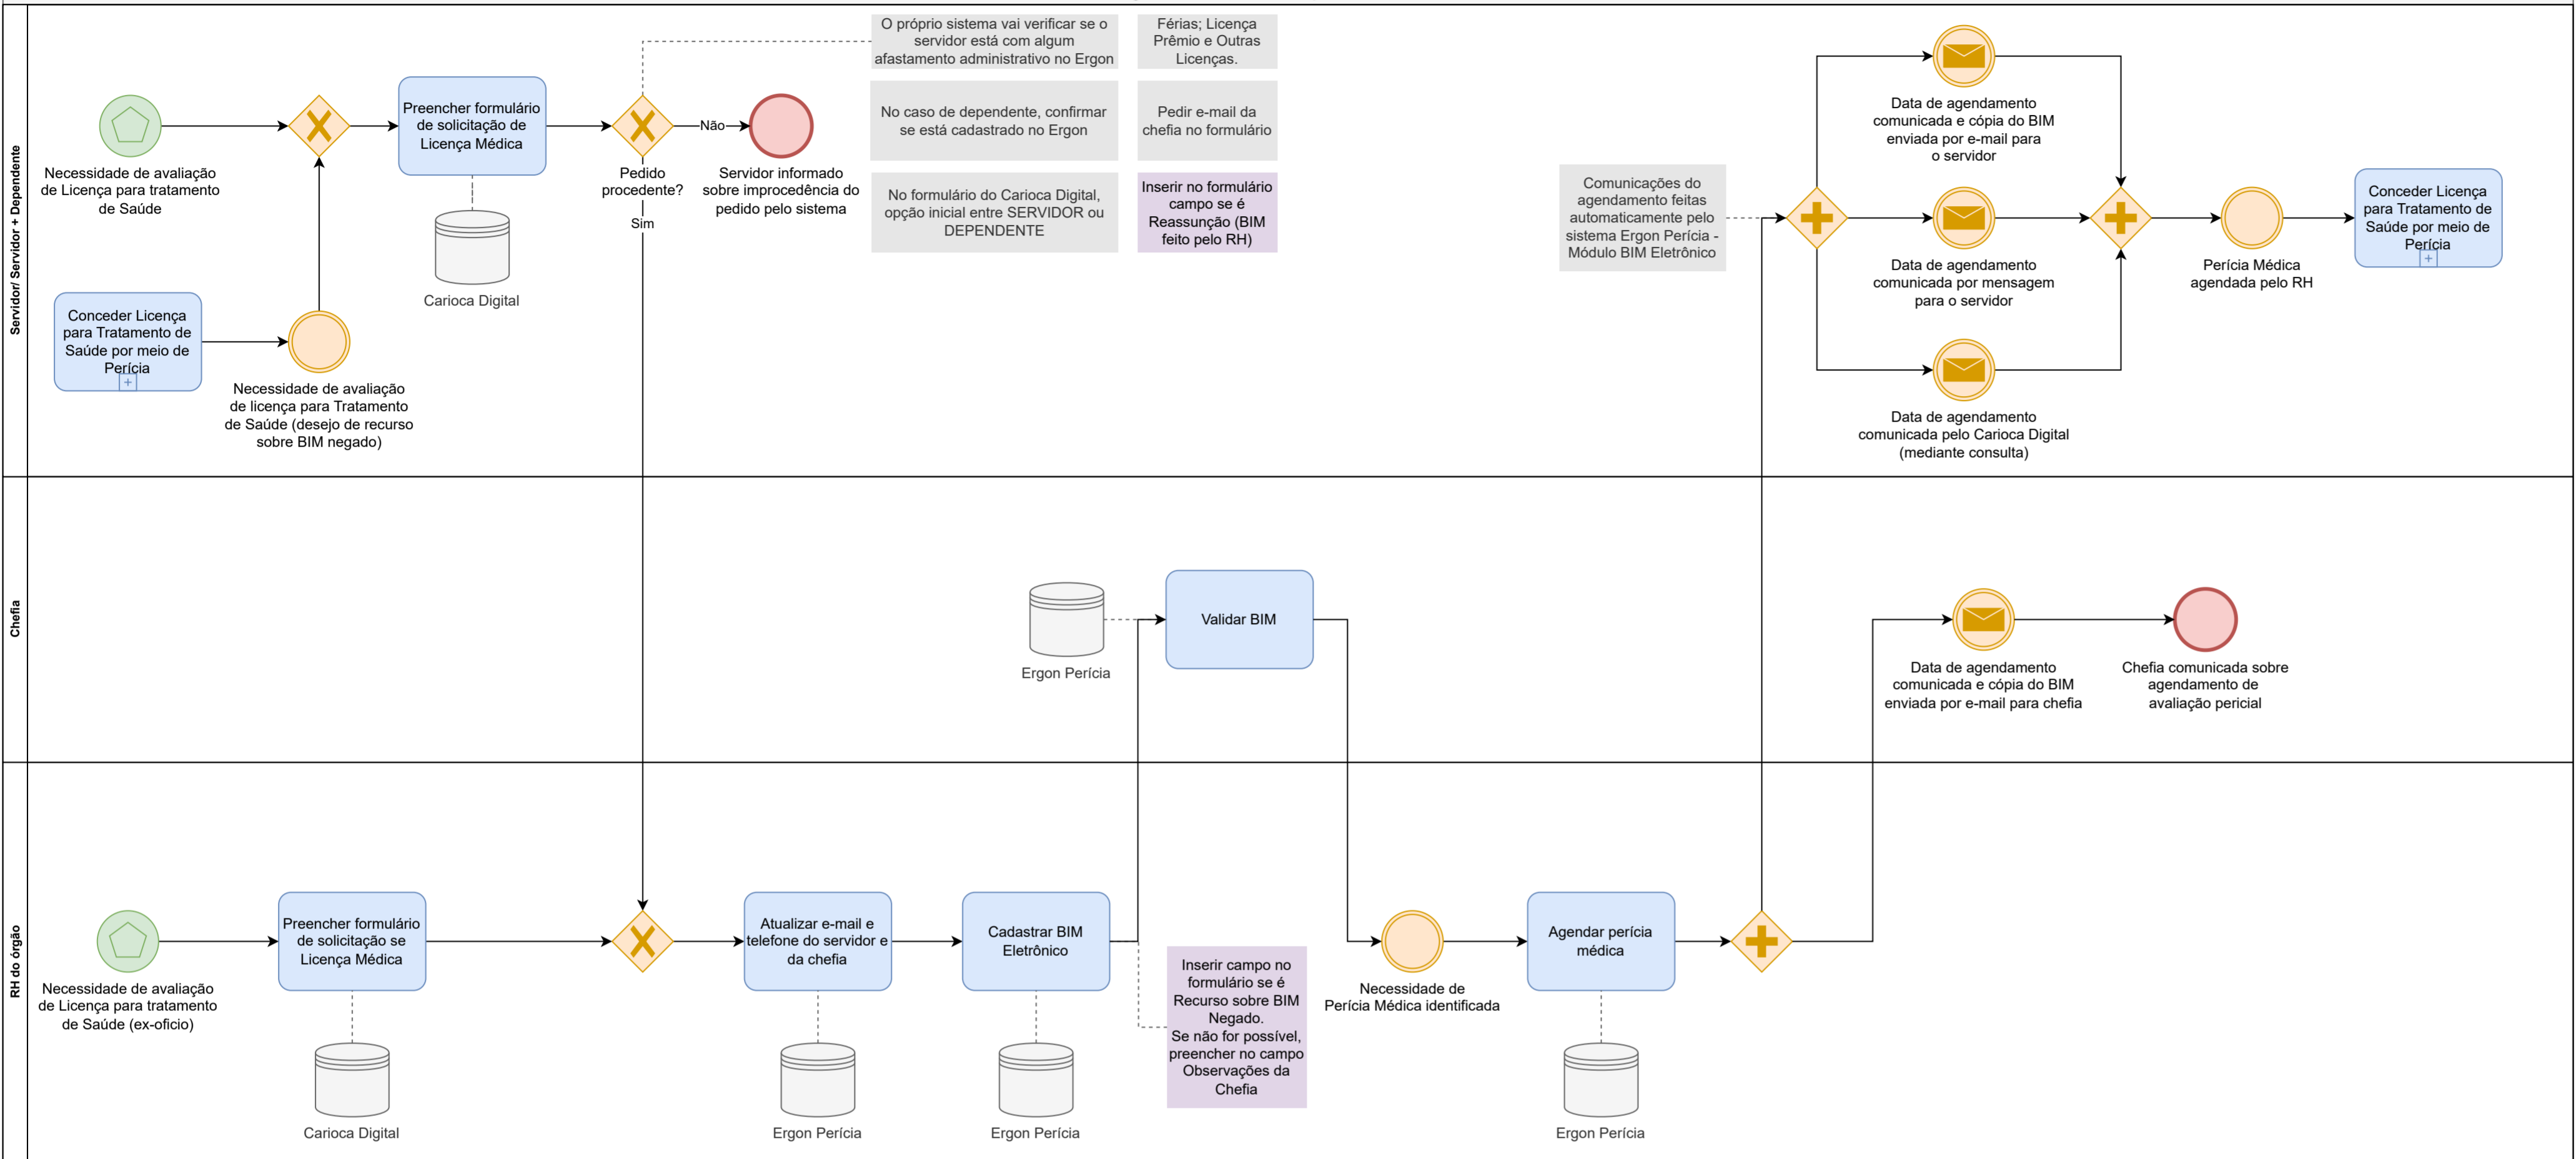 Servidor/ Servidor + Dependente
Necessidade de avaliação
de Licença para tratamento
de Saúde
Preencher formulário
de solicitação de
Licença Médica
Carioca Digital
Conceder Licença
para Tratamento de
Saúde por meio de
Perícia
Necessidade de avaliação
de licença para Tratamento
de Saúde (desejo de recurso
sobre BIM negado)
Pedido
procedente?
Não
Sim
Servidor informado
sobre improcedência do
pedido pelo sistema
O próprio sistema vai verificar se o
servidor está com algum
afastamento administrativo no Ergon
Férias; Licença
Prêmio e Outras
Licenças.
No caso de dependente, confirmar
se está cadastrado no Ergon
Pedir e-mail da
chefia no formulário
No formulário do Carioca Digital,
opção inicial entre SERVIDOR ou
DEPENDENTE
Inserir no formulário
campo se é
Reassunção (BIM
feito pelo RH)
Comunicações do
agendamento feitas
automaticamente pelo
sistema Ergon Perícia -
Módulo BIM Eletrônico
Data de agendamento
comunicada e cópia do BIM
enviada por e-mail para
o servidor
Data de agendamento
comunicada por mensagem
para o servidor
Data de agendamento
comunicada pelo Carioca Digital
(mediante consulta)
Perícia Médica
agendada pelo RH
Conceder Licença
para Tratamento de
Saúde por meio de
Perícia
Chefia
Ergon Perícia
Validar BIM
Data de agendamento
comunicada e cópia do BIM
enviada por e-mail para chefia
Chefia comunicada sobre
agendamento de
avaliação pericial
RH do órgão
Necessidade de avaliação
de Licença para tratamento
de Saúde (ex-oficio)
Preencher formulário
de solicitação se
Licença Médica
Carioca Digital
Atualizar e-mail e
telefone do servidor e
da chefia
Ergon Perícia
Cadastrar BIM
Eletrônico
Ergon Perícia
Inserir campo no
formulário se é
Recurso sobre BIM
Negado.
Se não for possível,
preencher no campo
Observações da
Chefia
Necessidade de
Perícia Médica identificada
Agendar perícia
médica
Ergon Perícia